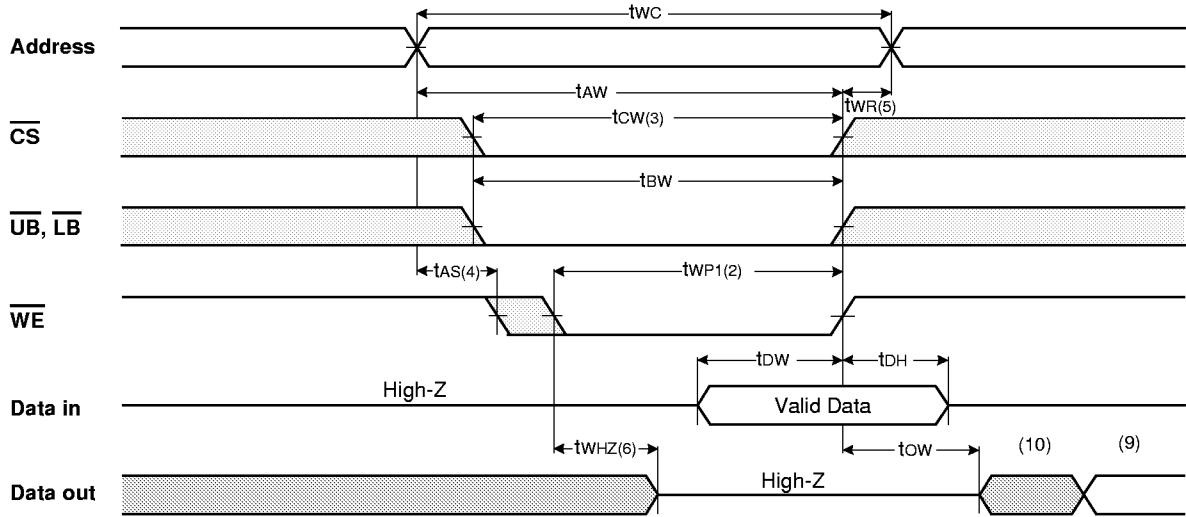 tWC
Address
tAW
tWR(5)
tCW(3)
CS
tBW
UB, LB
tAS(4)
tWP1(2)
WE
tDW
tDH
High-Z
Valid Data
Data in
tWHZ(6)
tOW
(10)
(9)
High-Z
Data out